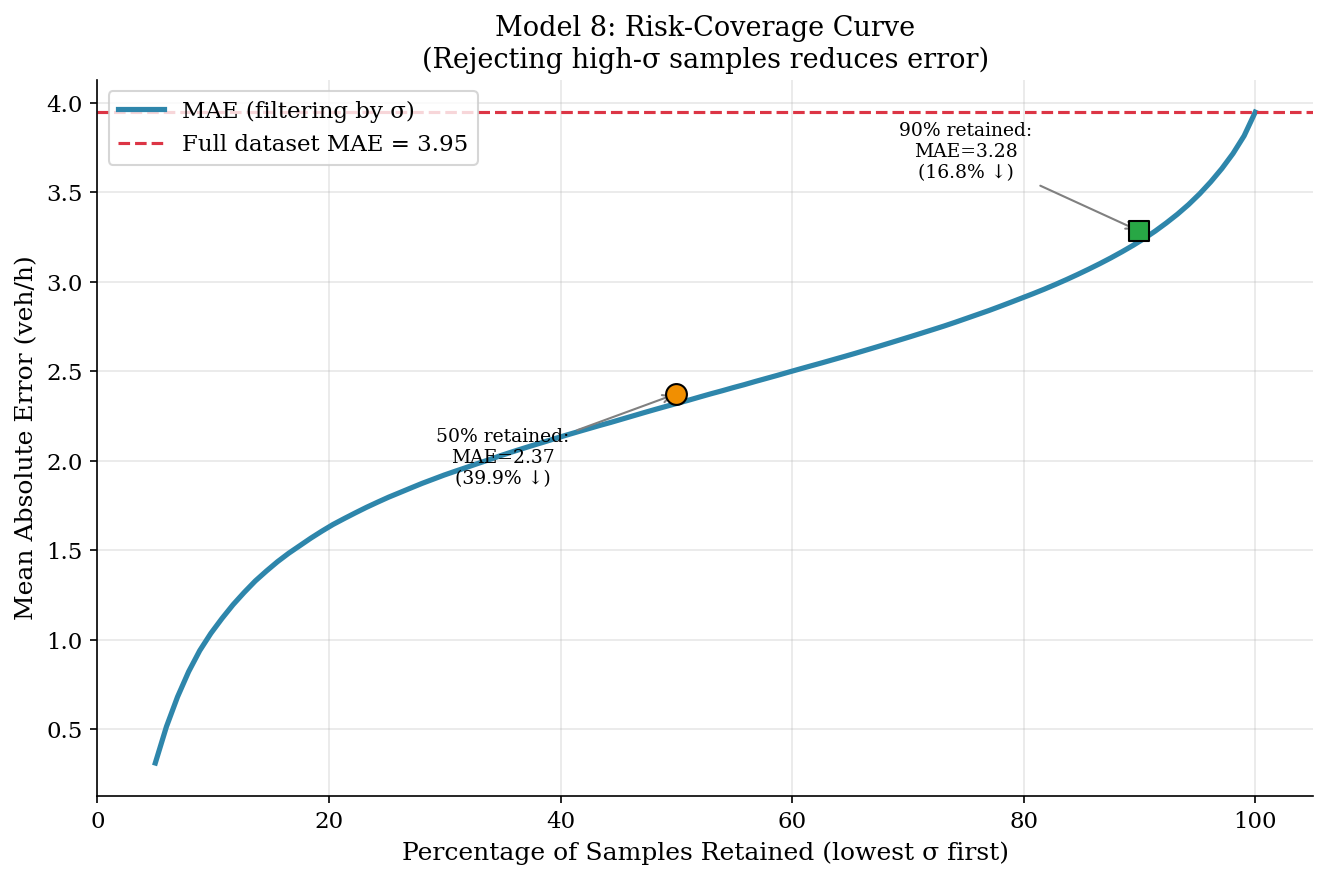 Model 8: Risk-Coverage Curve
(Rejecting high-σ samples reduces error)
MAE (filtering by σ)
Full dataset MAE = 3.95
90% retained:
MAE=3.28
(16.8% ↓)
50% retained:
MAE=2.37
(39.9% ↓)
Mean Absolute Error (veh/h)
4.0
3.5
3.0
2.5
2.0
1.5
1.0
0.5
0
20
40
60
80
100
Percentage of Samples Retained (lowest σ first)